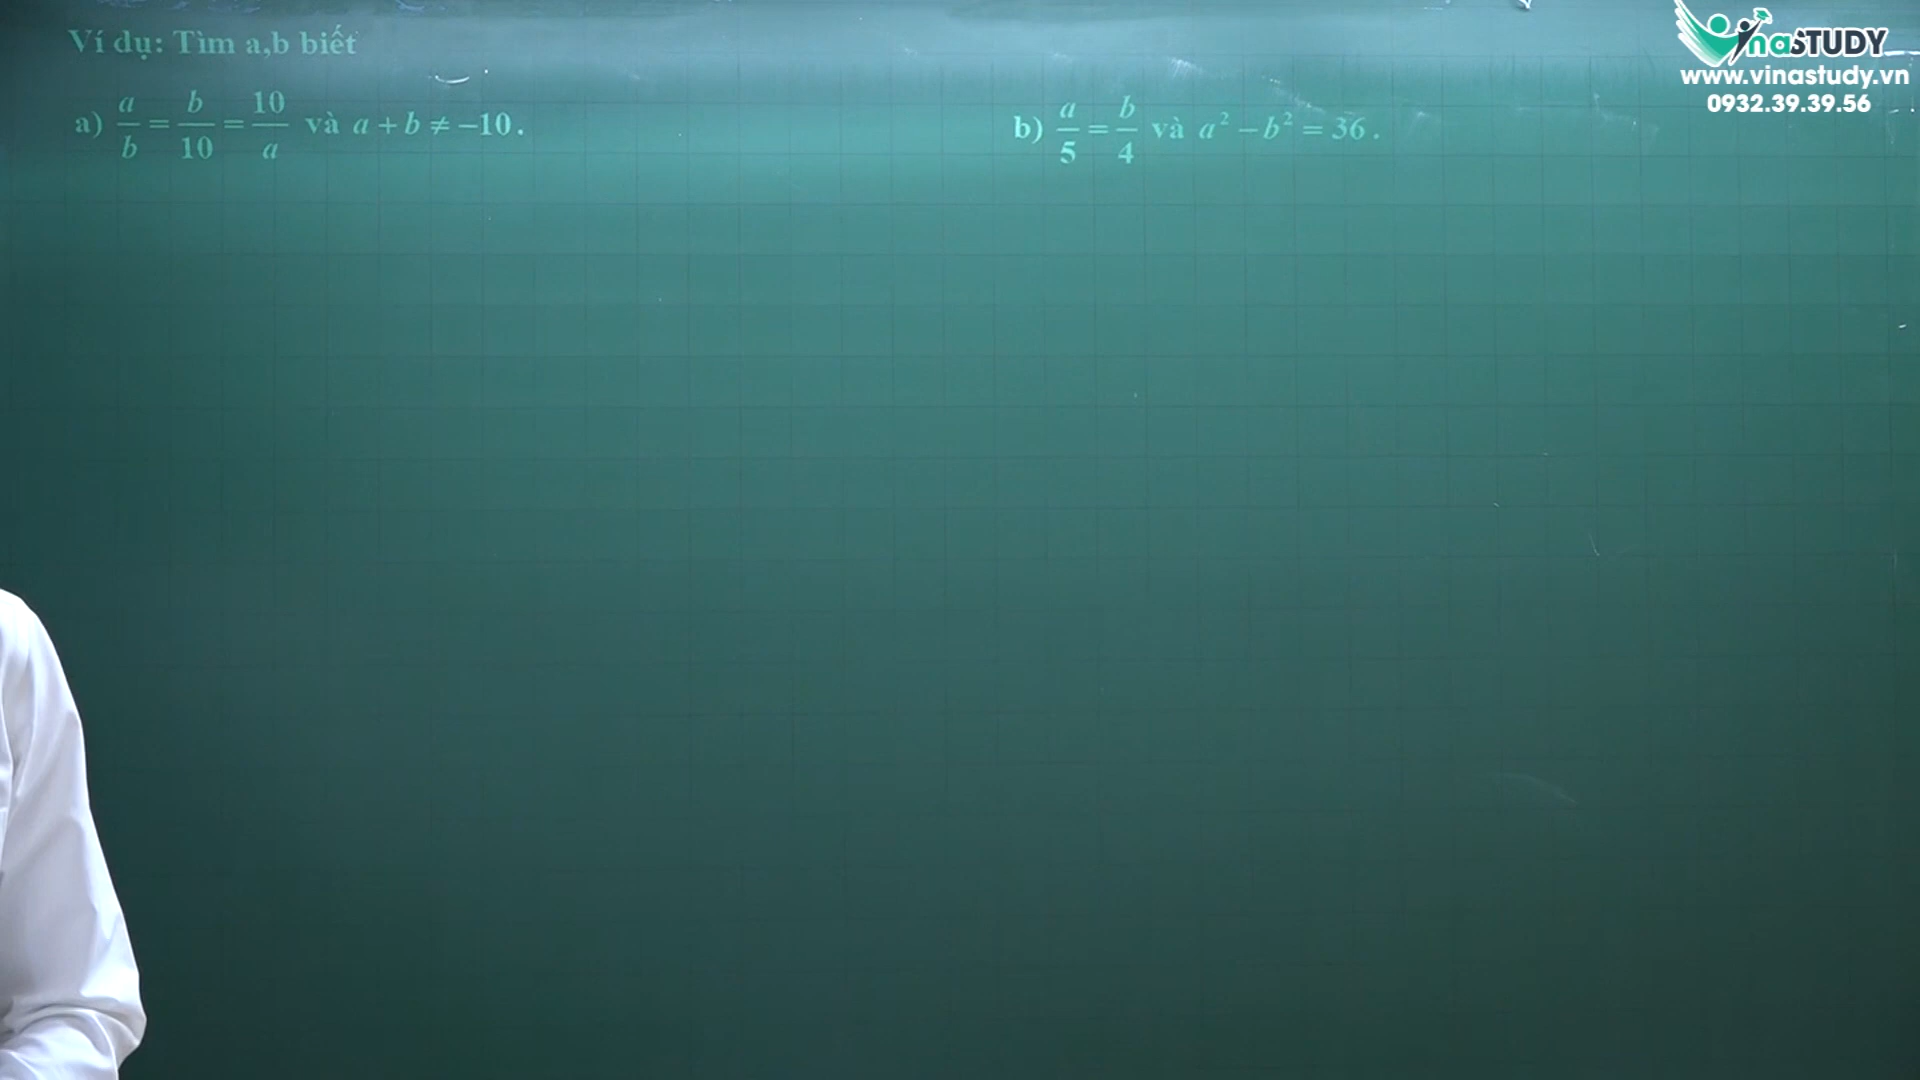 Ví dụ: Tìm a,b biết
a) a/b = b/10 = 10/a và a + b ≠ −10.
b) a/5 = b/4 và a² − b² = 36.
vinaSTUDY
www.vinastudy.vn
0932.39.39.56